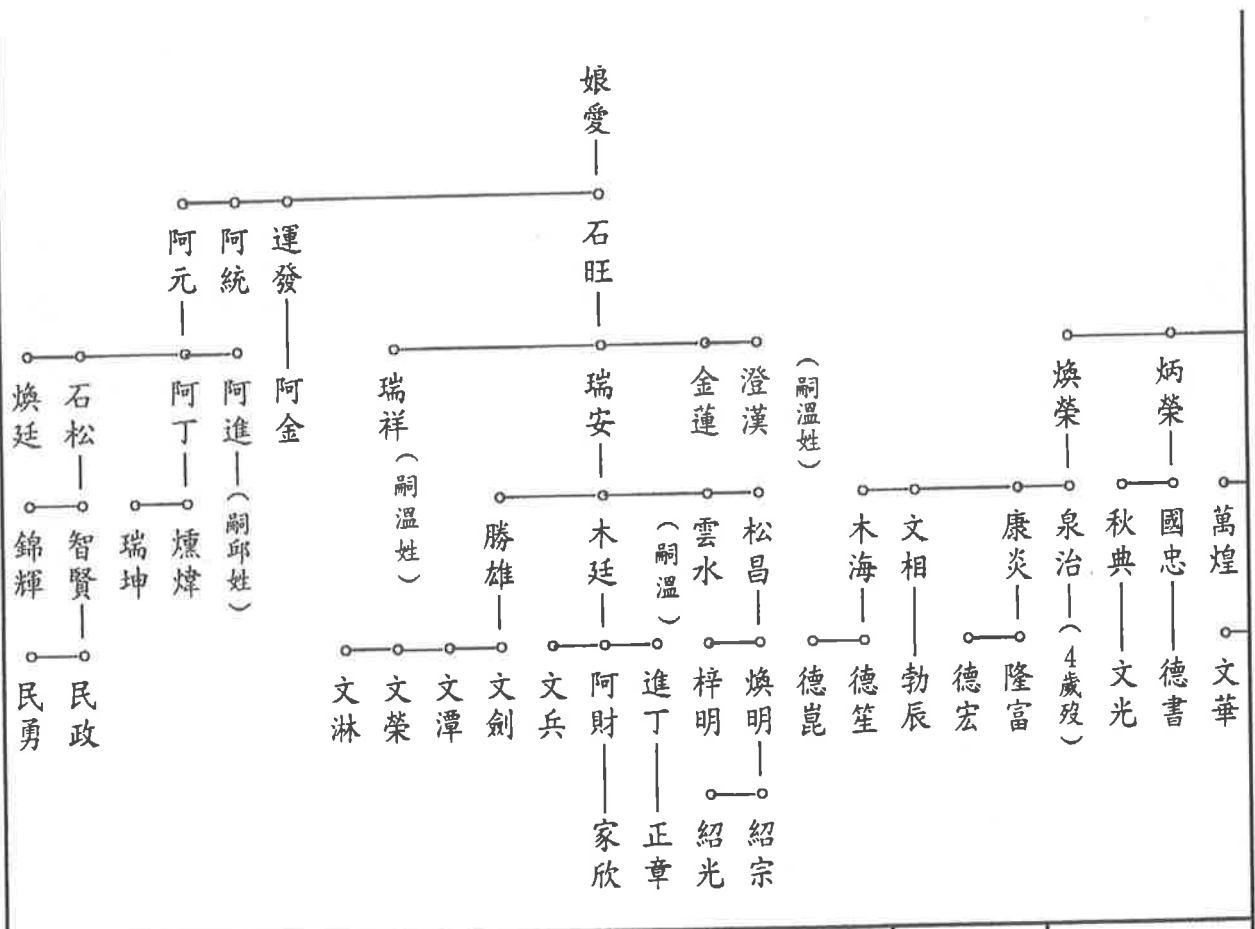 娘愛
石旺
運發
阿統
阿元
炳榮
煥榮
澄漢
(嗣溫姓)
金蓮
瑞安
瑞祥(嗣溫姓)
阿金
阿進(嗣邱姓)
阿丁
石松
煥廷
萬煌
國忠
秋典
泉治(4歲歿)
康炎
文相
木海
松昌
雲水
(嗣溫)
木廷
勝雄
燻煒
瑞坤
智賢
錦輝
文華
德書
文光
隆富
德宏
勃辰
德笙
德崑
煥明
梓明
進丁
阿財
文兵
文劍
文潭
文榮
文淋
民政
民勇
紹宗
紹光
正章
家欣